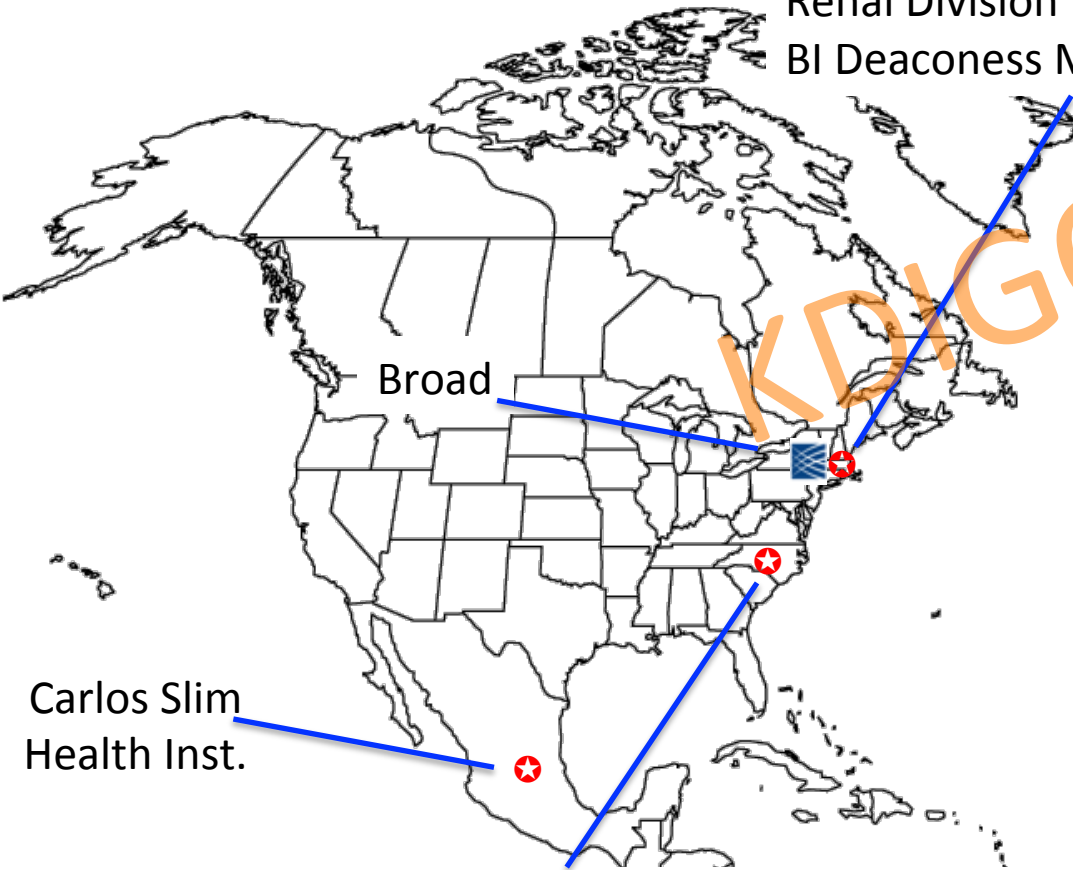 Renal Division
BI Deaconess
KDIGO
Broad
Carlos Slim
Health Inst.